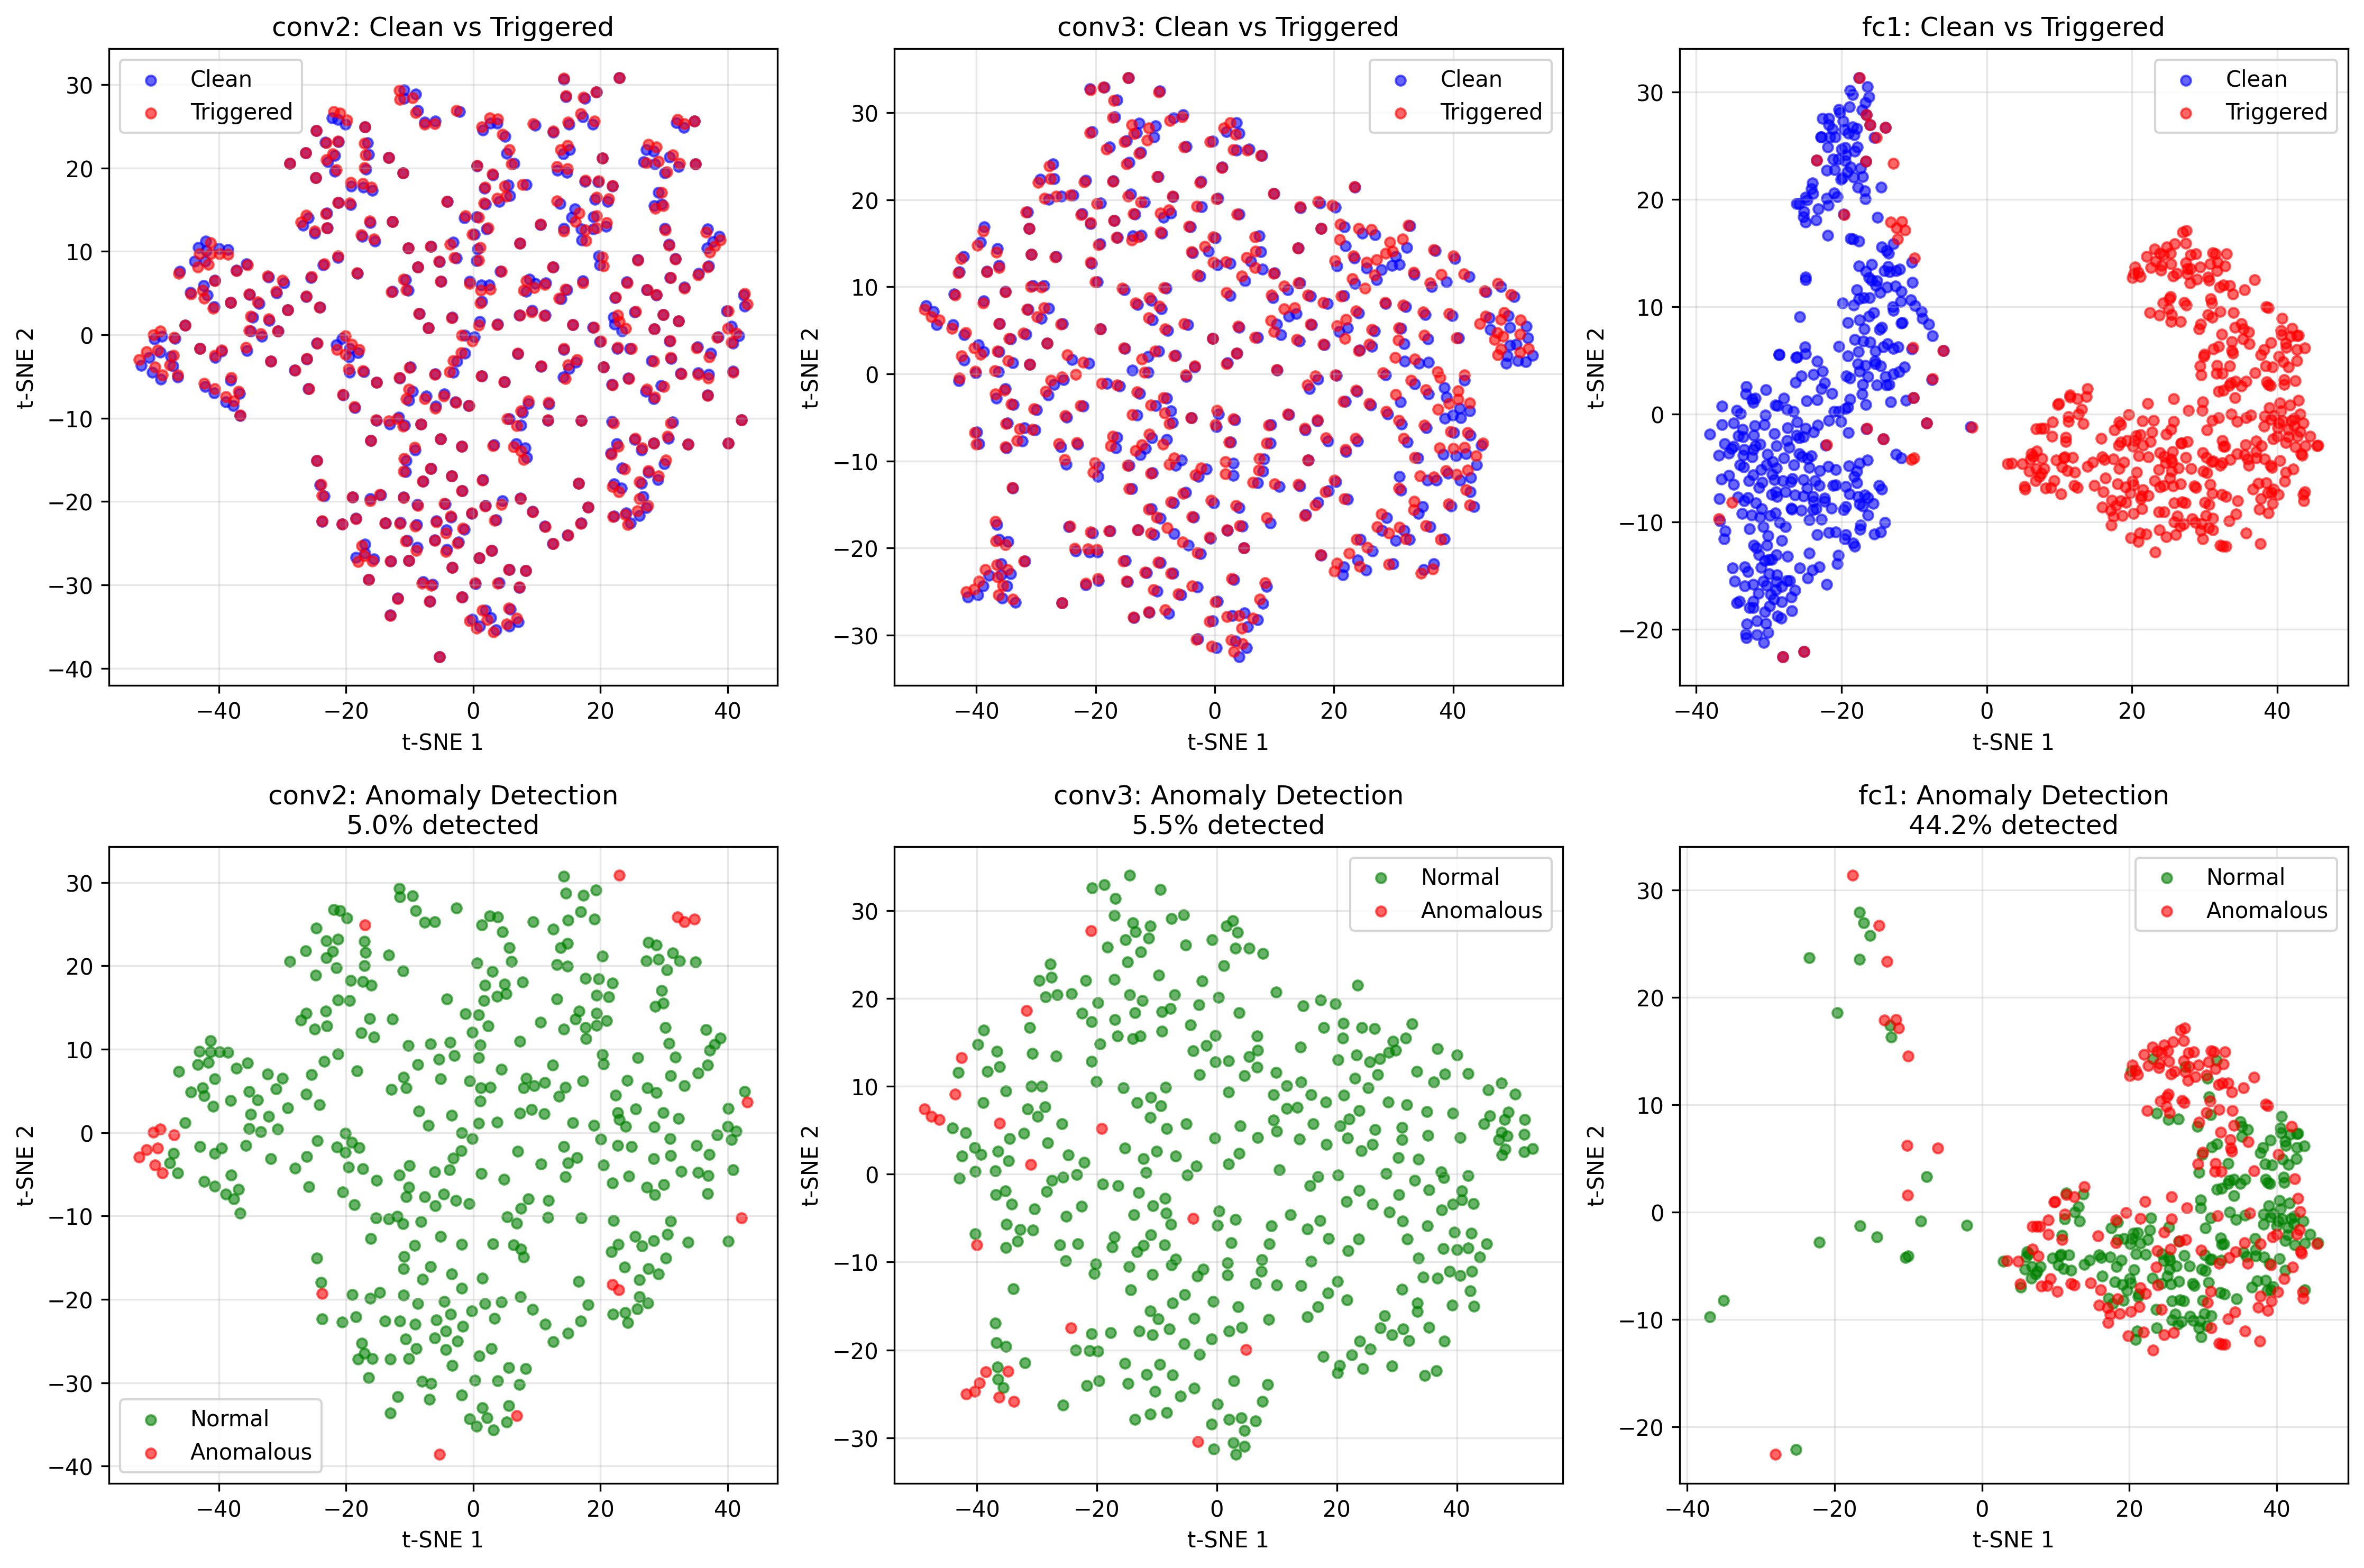 conv2: Clean vs Triggered
Clean
Triggered
30
20
10
0
−10
−20
−30
−40
t-SNE 2
−40
−20
0
20
40
t-SNE 1
conv3: Clean vs Triggered
Clean
Triggered
30
20
10
0
−10
−20
−30
t-SNE 2
−40
−20
0
20
40
t-SNE 1
fc1: Clean vs Triggered
Clean
Triggered
30
20
10
0
−10
−20
t-SNE 2
−40
−20
0
20
40
t-SNE 1
conv2: Anomaly Detection
5.0% detected
Normal
Anomalous
30
20
10
0
−10
−20
−30
−40
t-SNE 2
−40
−20
0
20
40
t-SNE 1
conv3: Anomaly Detection
5.5% detected
Normal
Anomalous
30
20
10
0
−10
−20
−30
t-SNE 2
−40
−20
0
20
40
t-SNE 1
fc1: Anomaly Detection
44.2% detected
Normal
Anomalous
30
20
10
0
−10
−20
t-SNE 2
−40
−20
0
20
40
t-SNE 1